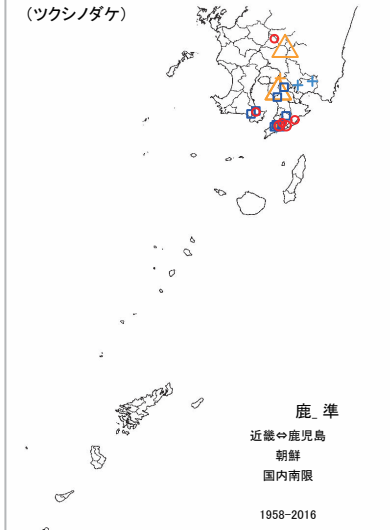 (ツクシノダケ)
鹿_準
近畿⇔鹿児島
朝鮮
国内南限
1958-2016